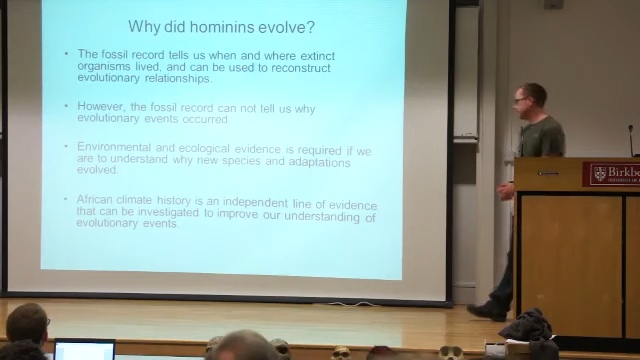 Why did hominins evolve?
• The fossil record tells us when and where extinct
organisms lived, and can be used to reconstruct
evolutionary relationships.
• However, the fossil record can not tell us why
evolutionary events occurred.
• Environmental and ecological evidence is required if we
are to understand why new species and adaptations
evolved.
• African climate history is an independent line of evidence
that can be investigated to improve our understanding of
evolutionary events.
Birkbe